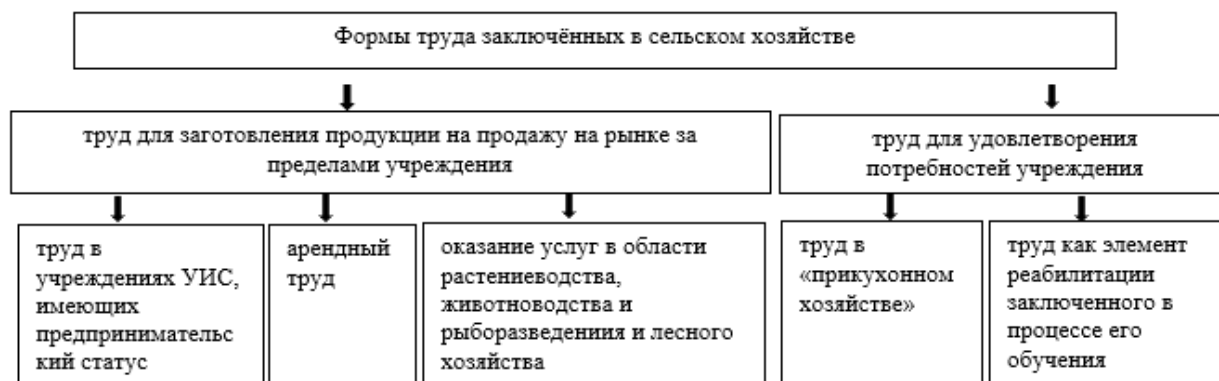 Формы труда заключённых в сельском хозяйстве
труд для заготовления продукции на продажу на рынке за
пределами учреждения
труд для удовлетворения
потребностей учреждения
труд в
учреждениях УИС,
имеющих
предпринимательс
кий статус
арендный
труд
оказание услуг в области
растениеводства,
животноводства и
рыборазведениия и лесного
хозяйства
труд в
«прикухонном
хозяйстве»
труд как элемент
реабилитации
заключенного в
процессе его
обучения